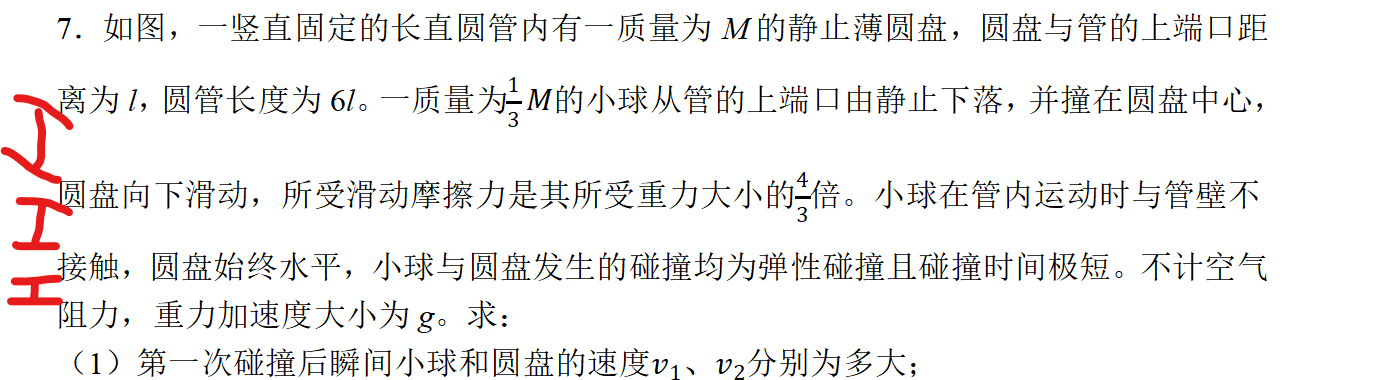 7．如图，一竖直固定的长直圆管内有一质量为 M 的静止薄圆盘，圆盘与管的上端口距
离为 l，圆管长度为 6l。一质量为\frac{1}{3}M的小球从管的上端口由静止下落，并撞在圆盘中心，
圆盘向下滑动，所受滑动摩擦力是其所受重力大小的\frac{4}{3}倍。小球在管内运动时与管壁不
接触，圆盘始终水平，小球与圆盘发生的碰撞均为弹性碰撞且碰撞时间极短。不计空气
阻力，重力加速度大小为 g。求：
（1）第一次碰撞后瞬间小球和圆盘的速度v₁、v₂分别为多大；